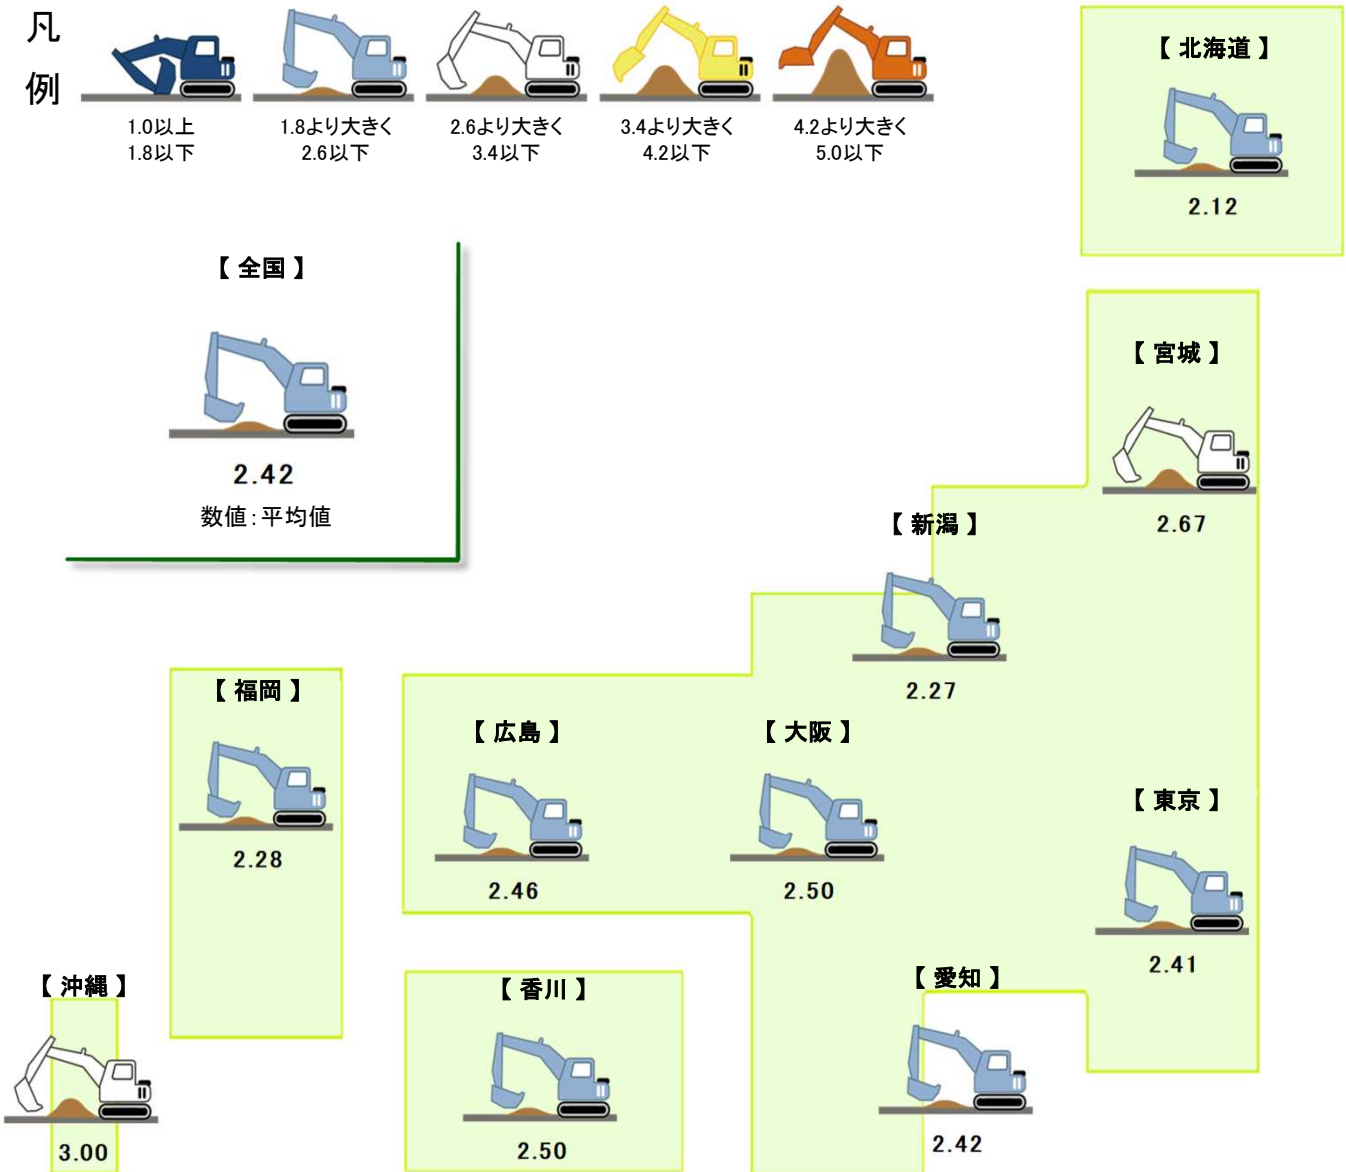 凡
例
1.0以上
1.8以下
1.8より大きく
2.6以下
2.6より大きく
3.4以下
3.4より大きく
4.2以下
4.2より大きく
5.0以下
【 北海道 】
2.12
【 全国 】
2.42
数値：平均値
【 宮城 】
2.67
【 新潟 】
2.27
【 福岡 】
2.28
【 広島 】
2.46
【 大阪 】
2.50
【 東京 】
2.41
【 沖縄 】
3.00
【 香川 】
2.50
【 愛知 】
2.42